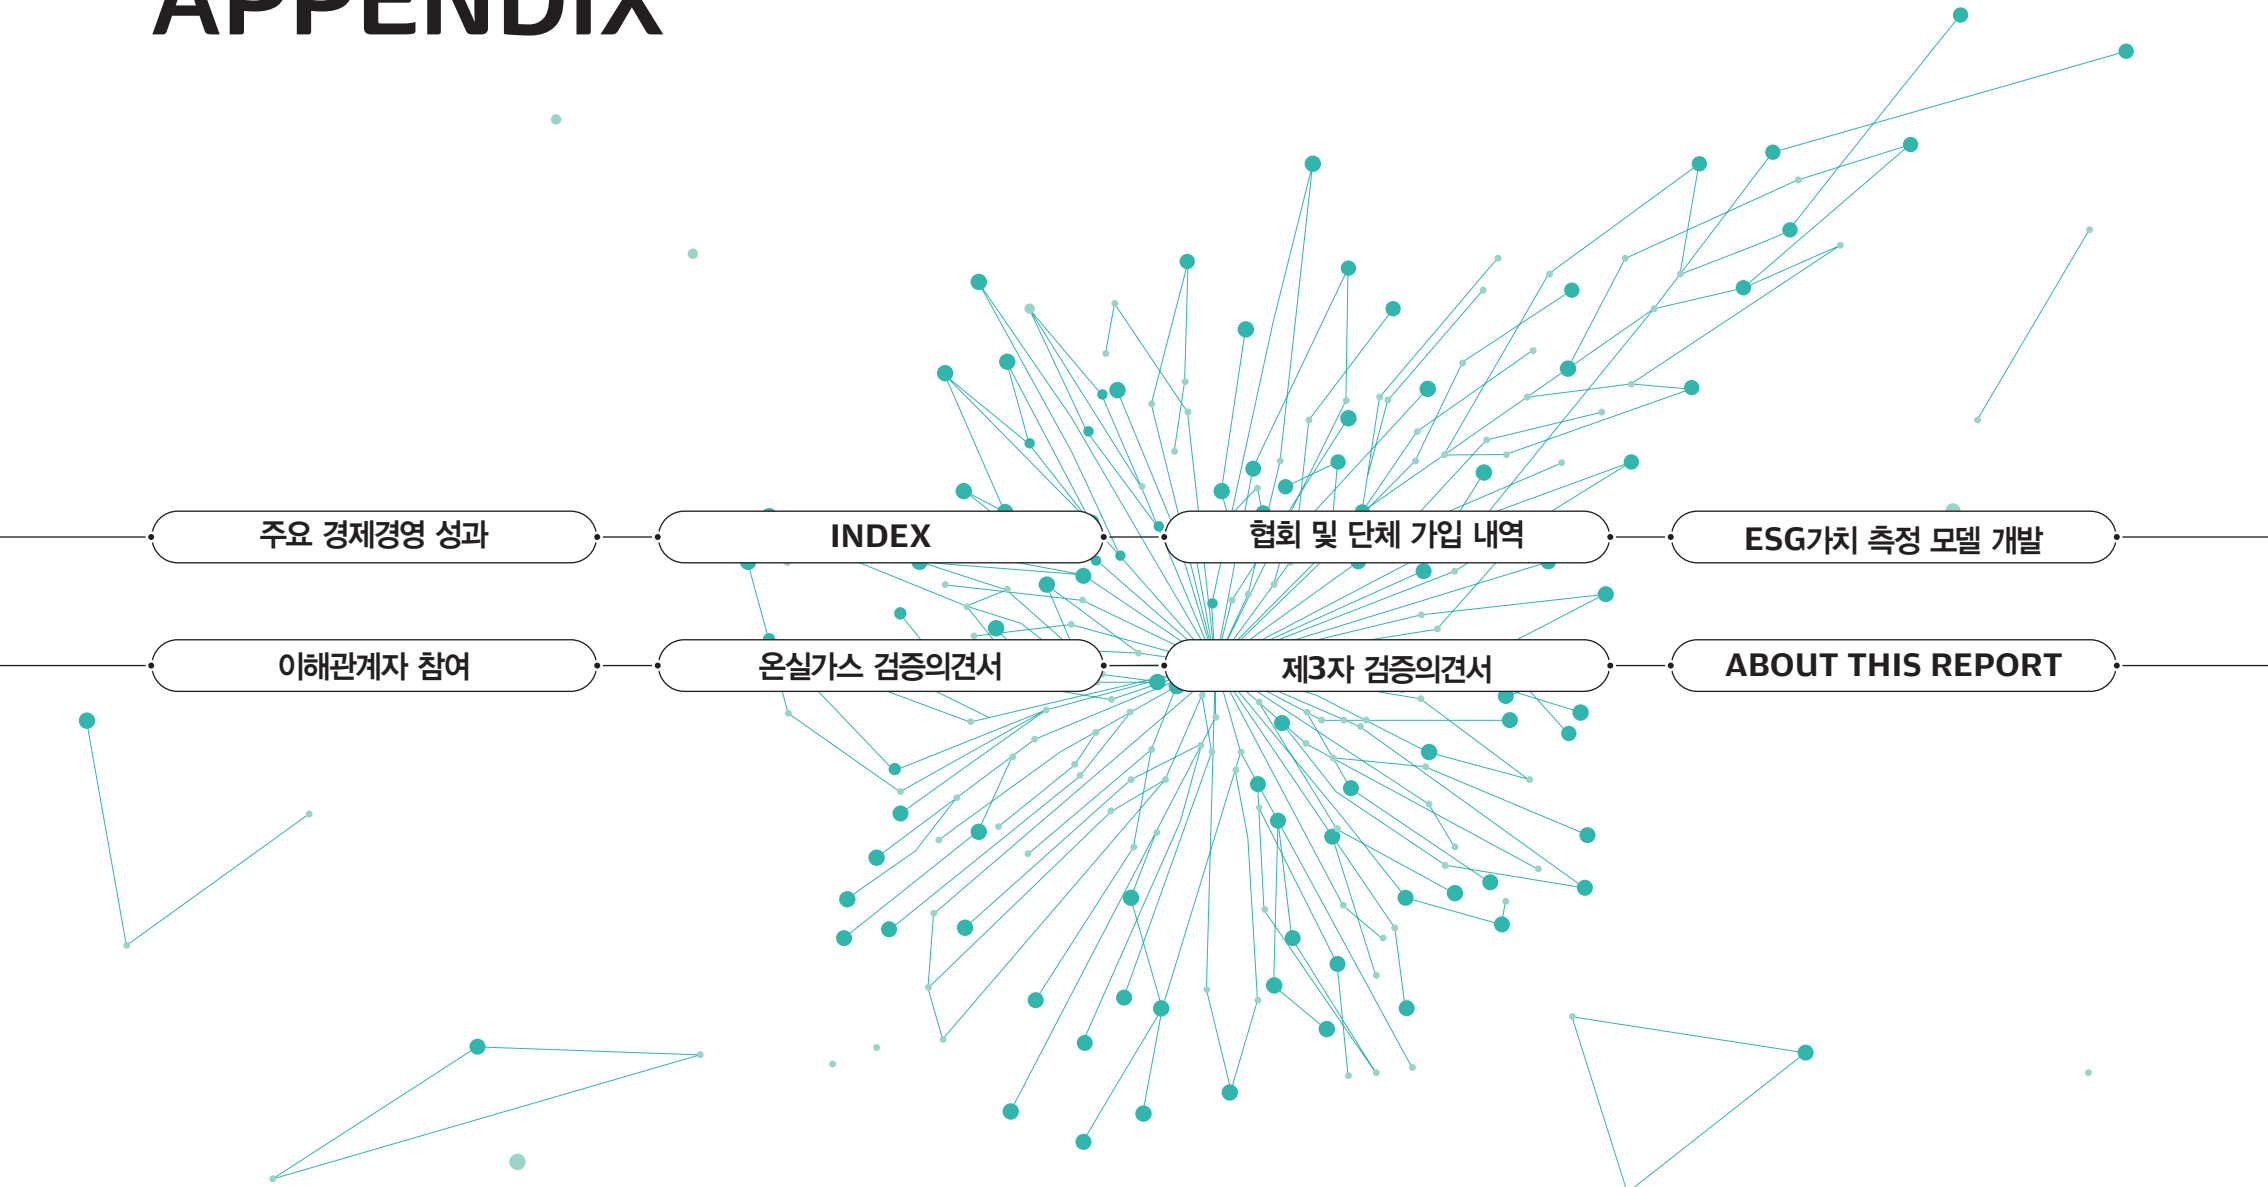 APPENDIX
주요 경제경영 성과
INDEX
협회 및 단체 가입 내역
ESG가치 측정 모델 개발
이해관계자 참여
온실가스 검증의견서
제3자 검증의견서
ABOUT THIS REPORT